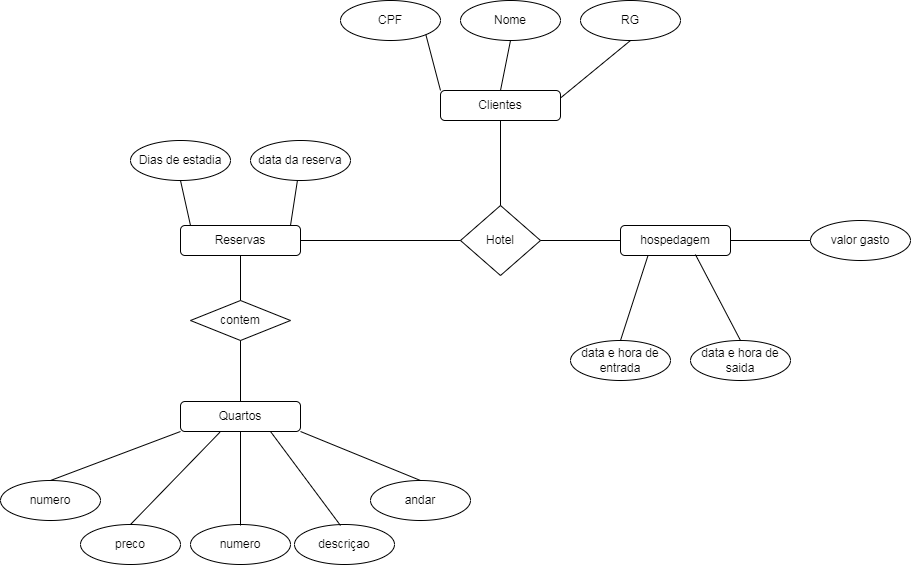 CPF
Nome
RG
Clientes
Dias de estadia
data da reserva
Reservas
Hotel
hospedagem
valor gasto
contem
data e hora de
entrada
data e hora de
saida
Quartos
numero
andar
preco
numero
descriçao